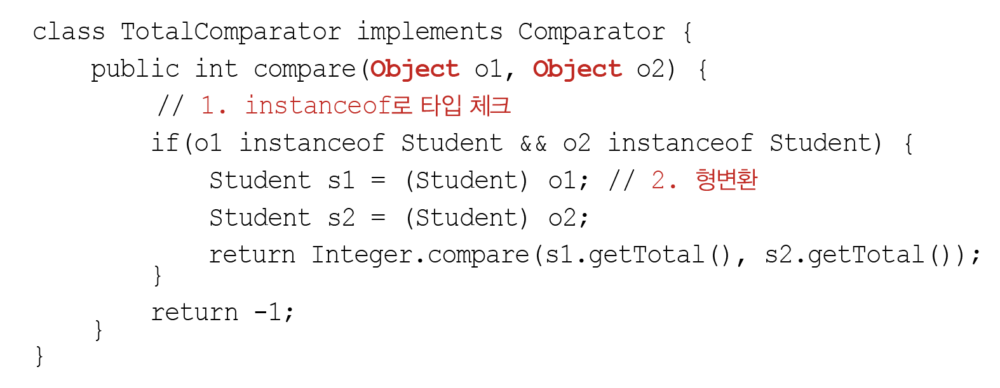 class TotalComparator implements Comparator {
public int compare(Object o1, Object o2) {
// 1. instanceof로 타입 체크
if(o1 instanceof Student && o2 instanceof Student) {
Student s1 = (Student) o1; // 2. 형변환
Student s2 = (Student) o2;
return Integer.compare(s1.getTotal(), s2.getTotal());
}
return -1;
}
}